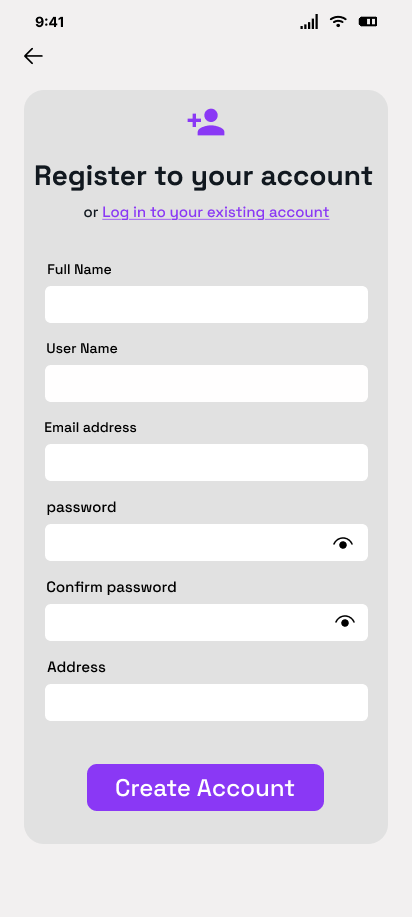 9:41
Register to your account
or Log in to your existing account
Full Name
User Name
Email address
password
Confirm password
Address
Create Account